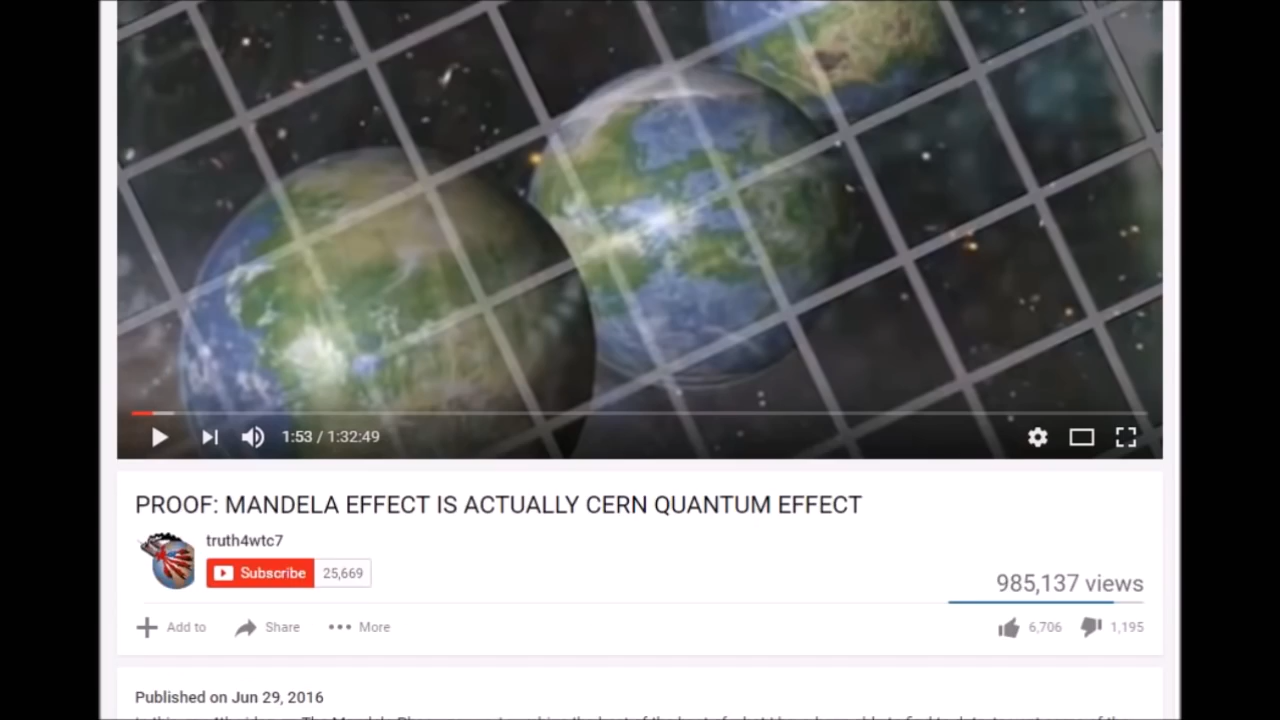 1:53 / 1:32:49
PROOF: MANDELA EFFECT IS ACTUALLY CERN QUANTUM EFFECT
truth4wtc7
Subscribe 25,669
985,137 views
Add to Share More 6,706 1,195
Published on Jun 29, 2016